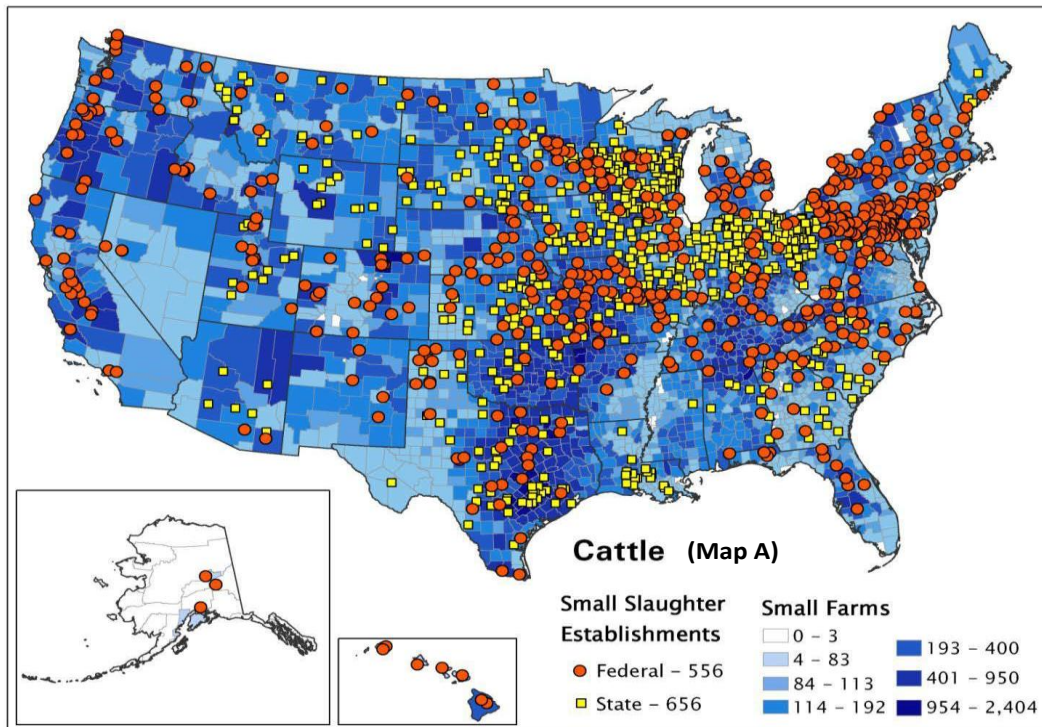 Cattle (Map A)
Small Slaughter
Establishments
Federal – 556
State – 656
Small Farms
0 – 3
4 – 83
84 – 113
114 – 192
193 – 400
401 – 950
954 – 2,404